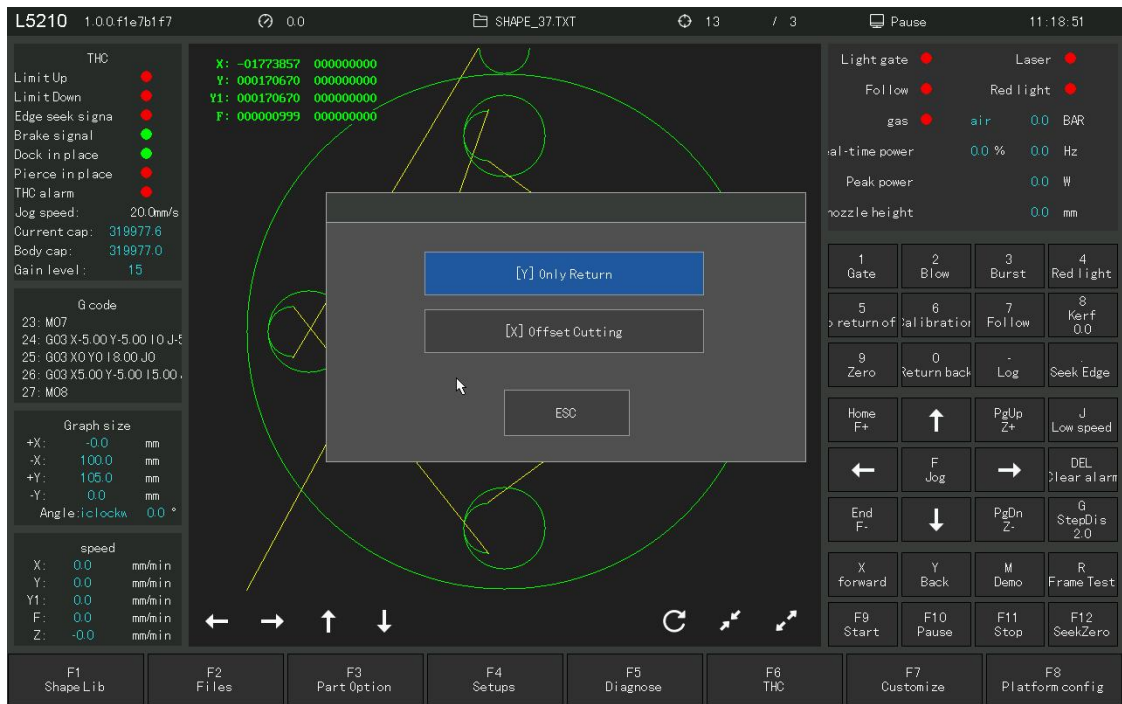 L5210 1.0.0.f1e7b1f7 0.0 SHAPE_37.TXT 13 / 3 Pause 11:18:51
THC
Limit Up
Limit Down
Edge seek signa
Brake signal
Dock in place
Pierce in place
THC alarm
Jog speed: 20.0mm/s
Current cap: 319977.6
Body cap: 319977.0
Gain level: 15
G code
23: M07
24: G03 X-5.00 Y-5.00 I0 J-5
25: G03 X0 Y0 I8.00 J0
26: G03 X5.00 Y-5.00 I5.00
27: M08
Graph size
+X: -0.0 mm
-X: 100.0 mm
+Y: 105.0 mm
-Y: 0.0 mm
Angle:iclockw 0.0 °
speed
X: 0.0 mm/min
Y: 0.0 mm/min
Y1: 0.0 mm/min
F: 0.0 mm/min
Z: -0.0 mm/min
X: -01773857 000000000
Y: 000170670 000000000
Y1: 000170670 000000000
F: 000000999 000000000
[Y] Only Return
[X] Offset Cutting
ESC
Light gate Laser
Follow Red light
gas air 0.0 BAR
al-time power 0.0 % 0.0 Hz
Peak power 0.0 W
nozzle height 0.0 mm
1 2 3 4
Gate Blow Burst Red light
5 6 7 8
return of Calibration Follow Kerf
0.0
9 0 - .
Zero Return back Log Seek Edge
Home PgUp J
F+ Z+ Low speed
F DEL
Jog Clear alarm
End PgDn G
F- Z- StepDis
2.0
X Y M R
forward Back Demo Frame Test
F9 F10 F11 F12
Start Pause Stop SeekZero
F1 F2 F3 F4 F5 F6 F7 F8
Shape Lib Files Part Option Setups Diagnose THC Customize Platform config